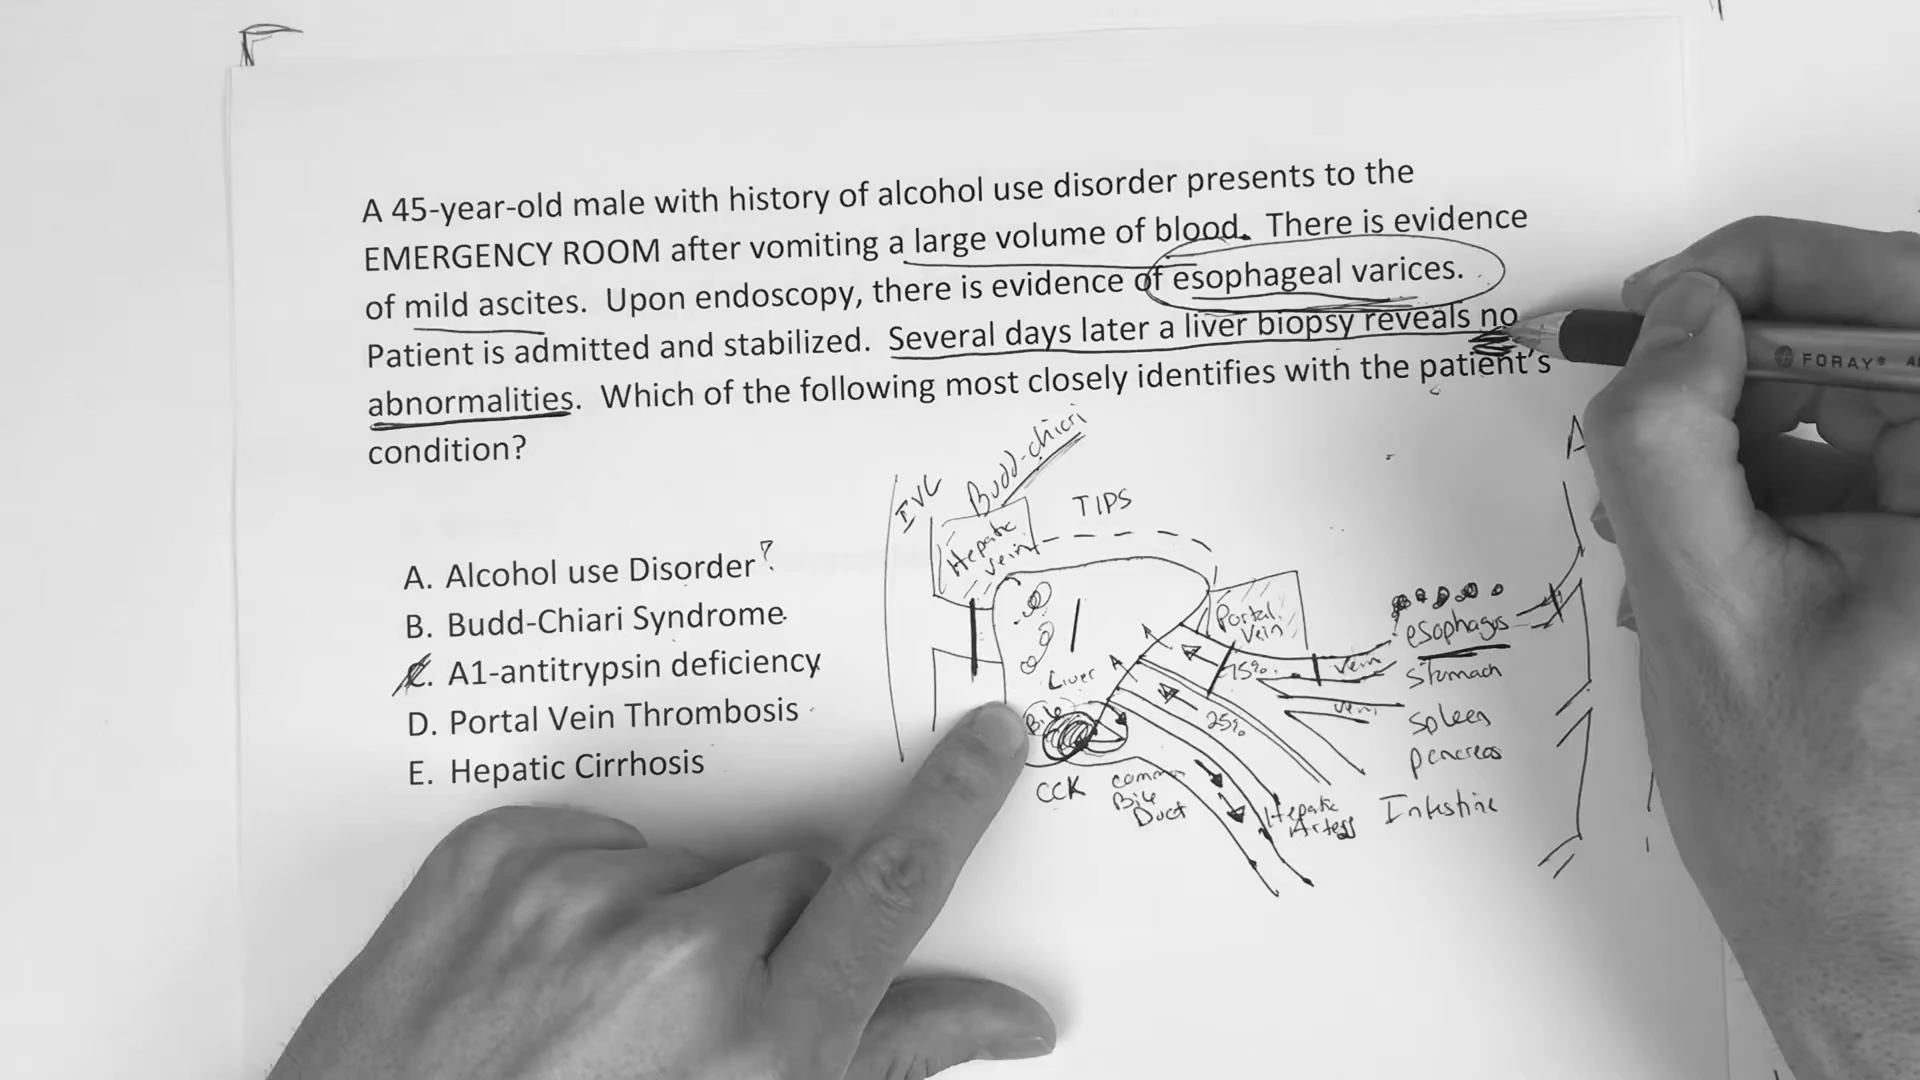 A 45-year-old male with history of alcohol use disorder presents to the
EMERGENCY ROOM after vomiting a large volume of blood. There is evidence
of mild ascites. Upon endoscopy, there is evidence of esophageal varices.
Patient is admitted and stabilized. Several days later a liver biopsy reveals no
abnormalities. Which of the following most closely identifies with the patient's
condition?
A. Alcohol use Disorder?
B. Budd-Chiari Syndrome
C. A1-antitrypsin deficiency
D. Portal Vein Thrombosis
E. Hepatic Cirrhosis
IVC
Budd-chiari
TIPS
Hepatic
vein
Portal
Vein
Liver
Bile
75%
25%
CCK
common
Bile
Duct
Hepatic
vein
vein
esophagus
stomach
spleen
pancreas
A
FORAY